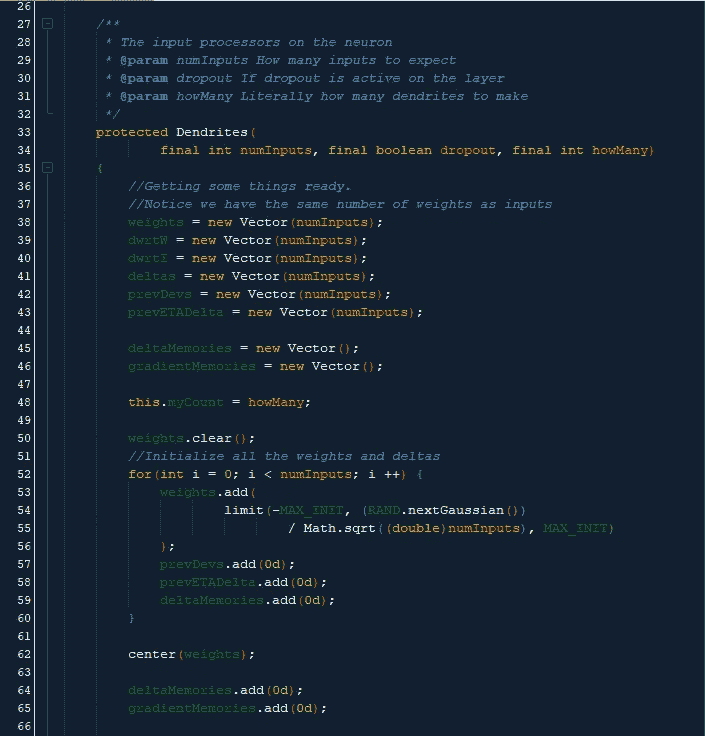 26
27 /**
28 * The input processors on the neuron
29 * @param numInputs How many inputs to expect
30 * @param dropout If dropout is active on the layer
31 * @param howMany Literally how many dendrites to make
32 */
33 protected Dendrites(
34 final int numInputs, final boolean dropout, final int howMany)
35 {
36 //Getting some things ready.
37 //Notice we have the same number of weights as inputs
38 weights = new Vector(numInputs);
39 dwrtW = new Vector(numInputs);
40 dwrtI = new Vector(numInputs);
41 deltas = new Vector(numInputs);
42 prevDevs = new Vector(numInputs);
43 prevETADelta = new Vector(numInputs);
44
45 deltaMemories = new Vector();
46 gradientMemories = new Vector();
47
48 this.myCount = howMany;
49
50 weights.clear();
51 //Initialize all the weights and deltas
52 for(int i = 0; i < numInputs; i ++) {
53 weights.add(
54 limit(-MAX_INIT, (RAND.nextGaussian())
55 / Math.sqrt((double)numInputs), MAX_INIT)
56 );
57 prevDevs.add(0d);
58 prevETADelta.add(0d);
59 deltaMemories.add(0d);
60 }
61
62 center(weights);
63
64 deltaMemories.add(0d);
65 gradientMemories.add(0d);
66